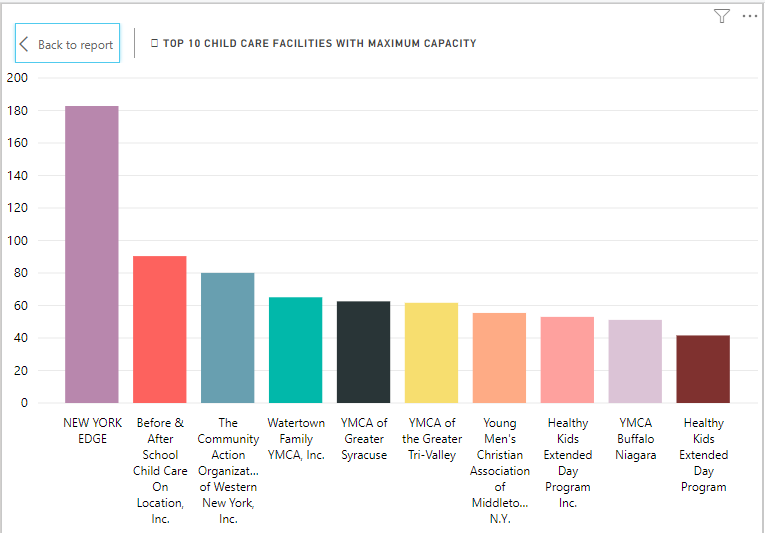 Back to report
TOP 10 CHILD CARE FACILITIES WITH MAXIMUM CAPACITY
200
180
160
140
120
100
80
60
40
20
0
NEW YORK
EDGE
Before &
After
School
Child Care
On
Location,
Inc.
The
Community
Action
Organizat...
of Western
New York,
Inc.
Watertown
Family
YMCA, Inc.
YMCA of
Greater
Syracuse
YMCA of
the Greater
Tri-Valley
Young
Men's
Christian
Association
of
Middleto...
N.Y.
Healthy
Kids
Extended
Day
Program
Inc.
YMCA
Buffalo
Niagara
Healthy
Kids
Extended
Day
Program